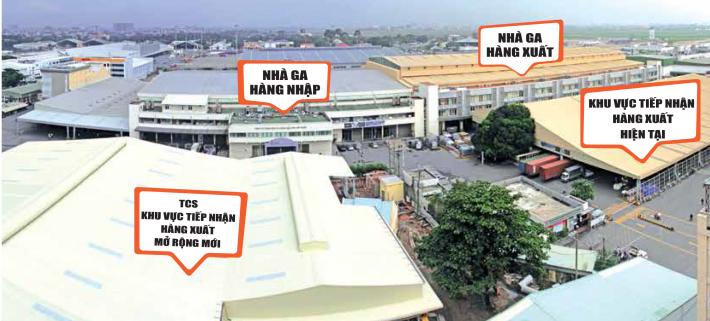 NHÀ GA
HÀNG XUẤT
NHÀ GA
HÀNG NHẬP
KHU VỰC TIẾP NHẬN
HÀNG XUẤT
HIỆN TẠI
TCS
KHU VỰC TIẾP NHẬN
HÀNG XUẤT
MỞ RỘNG MỚI